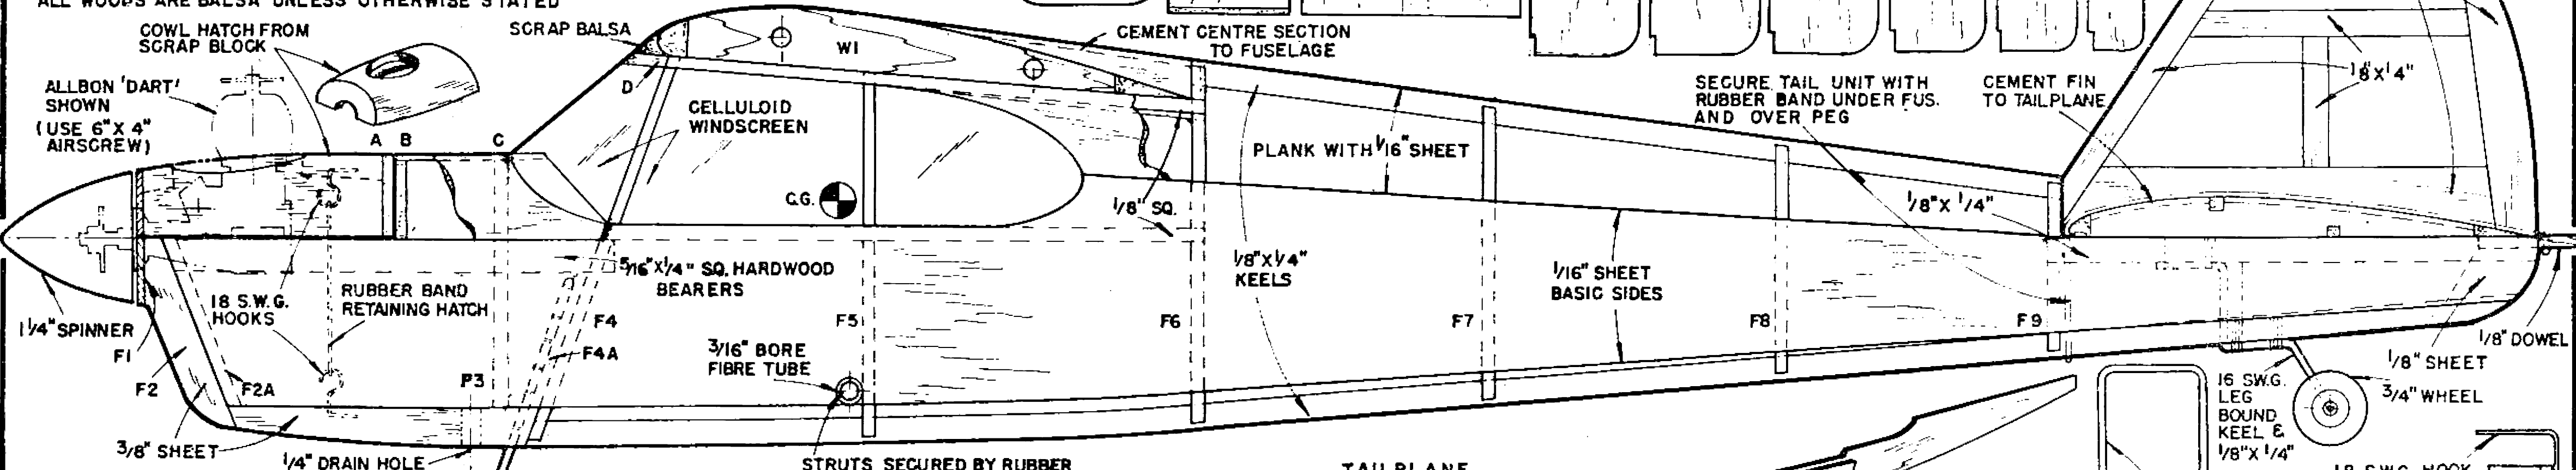 ALL WOODS ARE BALSA UNLESS OTHERWISE STATED
COWL HATCH FROM
SCRAP BLOCK
SCRAP BALSA
ALLBON 'DART'
SHOWN
(USE 6" X 4"
AIRSCREW)
A
B
C
D
W1
CEMENT CENTRE SECTION
TO FUSELAGE
CELLULOID
WINDSCREEN
C.G.
1/8" SQ.
PLANK WITH 1/16" SHEET
SECURE TAIL UNIT WITH
RUBBER BAND UNDER FUS.
AND OVER PEG
CEMENT FIN
TO TAILPLANE
1/8" X 1/4"
1/8" X 1/4"
5/16" X 1/4" SQ. HARDWOOD
BEARERS
1/8" X 1/4"
KEELS
1/16" SHEET
BASIC SIDES
1 1/4" SPINNER
18 S.W.G.
HOOKS
RUBBER BAND
RETAINING HATCH
F1
F2
F2A
F3
F4
F4A
F5
F6
F7
F8
F9
3/16" BORE
FIBRE TUBE
3/8" SHEET
1/4" DRAIN HOLE
STRUTS SECURED BY RUBBER
TAILPLANE
16 S.W.G.
LEG
BOUND
KEEL &
1/8" X 1/4"
3/4" WHEEL
1/8" SHEET
1/8" DOWEL
18 S.W.G. HOOK